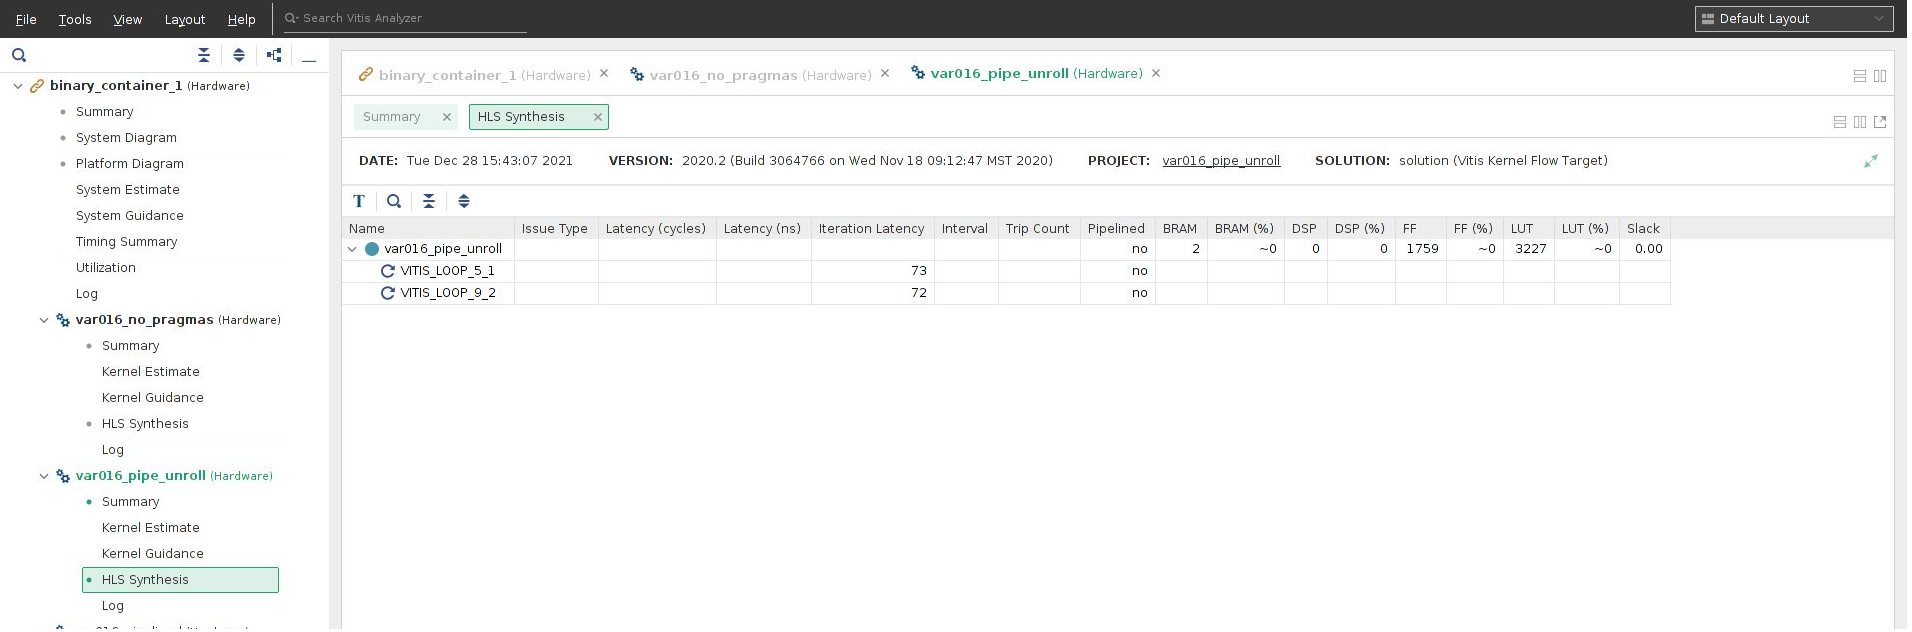 File Tools View Layout Help Search Vitis Analyzer Default Layout
binary_container_1 (Hardware)
Summary
System Diagram
Platform Diagram
System Estimate
System Guidance
Timing Summary
Utilization
Log
var016_no_pragmas (Hardware)
Summary
Kernel Estimate
Kernel Guidance
HLS Synthesis
Log
var016_pipe_unroll (Hardware)
Summary
Kernel Estimate
Kernel Guidance
HLS Synthesis
Log
binary_container_1 (Hardware) var016_no_pragmas (Hardware) var016_pipe_unroll (Hardware)
Summary HLS Synthesis
DATE: Tue Dec 28 15:43:07 2021 VERSION: 2020.2 (Build 3064766 on Wed Nov 18 09:12:47 MST 2020) PROJECT: var016_pipe_unroll SOLUTION: solution (Vitis Kernel Flow Target)
T
Name Issue Type Latency (cycles) Latency (ns) Iteration Latency Interval Trip Count Pipelined BRAM BRAM (%) DSP DSP (%) FF FF (%) LUT LUT (%) Slack
var016_pipe_unroll no 2 ~0 0 0 1759 ~0 3227 ~0 0.00
VITIS_LOOP_5_1 73 no
VITIS_LOOP_9_2 72 no